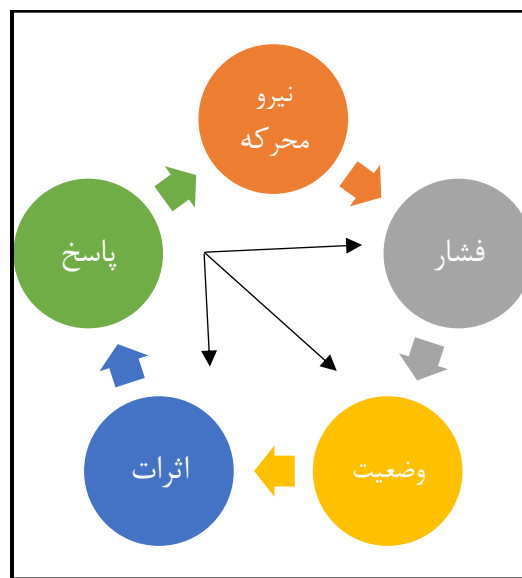 نیرو
محرکه
فشار
وضعیت
اثرات
پاسخ